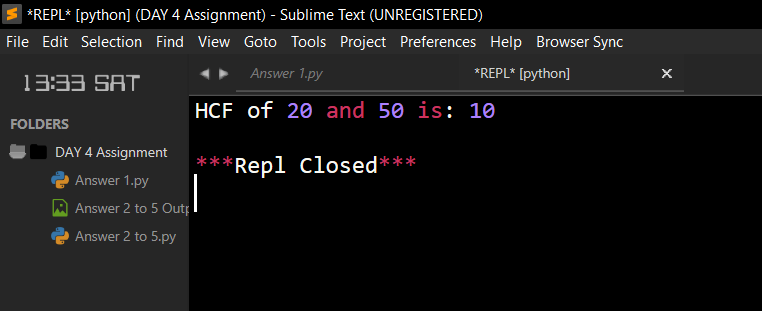 *REPL* [python] (DAY 4 Assignment) - Sublime Text (UNREGISTERED)
File Edit Selection Find View Goto Tools Project Preferences Help Browser Sync
13:33 SAT
Answer 1.py *REPL* [python]
FOLDERS
DAY 4 Assignment
Answer 1.py
Answer 2 to 5 Outp
Answer 2 to 5.py
HCF of 20 and 50 is: 10
***Repl Closed***